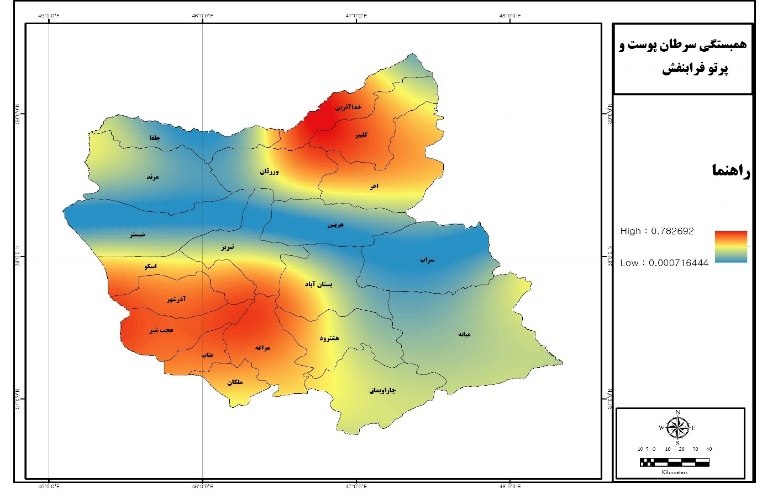 همبستگی سرطان پوست و
پرتو فرابنفش
راهنما
High : 0.782692
Low : 0.000716444
خداآفرین
کلیبر
جلفا
ورزقان
مرند
اهر
هریس
شبستر
تبریز
سراب
اسکو
بستان آباد
آذرشهر
عجب شیر
هشترود
میانه
مراغه
بناب
ملکان
چاراویماق
N
W
E
S
Kilometers